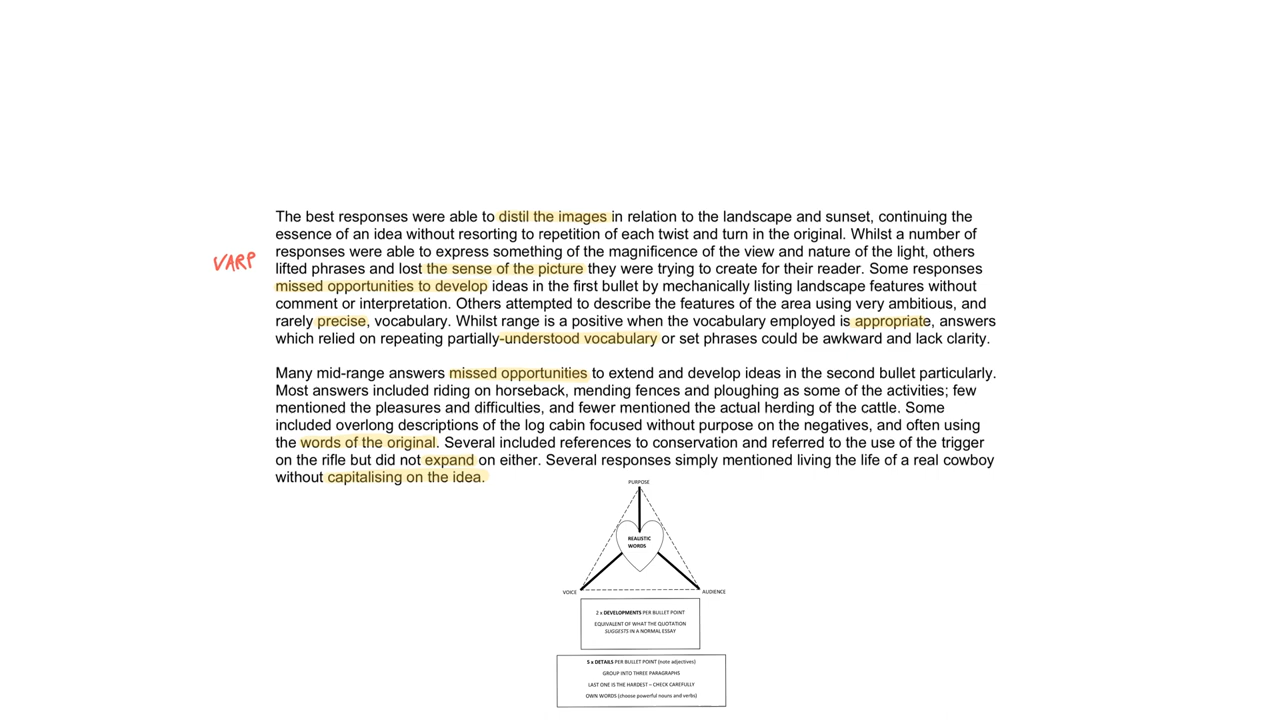 The best responses were able to distil the images in relation to the landscape and sunset, continuing the
essence of an idea without resorting to repetition of each twist and turn in the original. Whilst a number of
responses were able to express something of the magnificence of the view and nature of the light, others
VARP
lifted phrases and lost the sense of the picture they were trying to create for their reader. Some responses
missed opportunities to develop ideas in the first bullet by mechanically listing landscape features without
comment or interpretation. Others attempted to describe the features of the area using very ambitious, and
rarely precise, vocabulary. Whilst range is a positive when the vocabulary employed is appropriate, answers
which relied on repeating partially-understood vocabulary or set phrases could be awkward and lack clarity.
Many mid-range answers missed opportunities to extend and develop ideas in the second bullet particularly.
Most answers included riding on horseback, mending fences and ploughing as some of the activities; few
mentioned the pleasures and difficulties, and fewer mentioned the actual herding of the cattle. Some
included overlong descriptions of the log cabin focused without purpose on the negatives, and often using
the words of the original. Several included references to conservation and referred to the use of the trigger
on the rifle but did not expand on either. Several responses simply mentioned living the life of a real cowboy
without capitalising on the idea.
PURPOSE
REALISTIC
WORDS
VOICE
AUDIENCE
2 x DEVELOPMENTS PER BULLET POINT
EQUIVALENT OF WHAT THE QUOTATION
SUGGESTS IN A NORMAL ESSAY
5 x DETAILS PER BULLET POINT (note adjectives)
GROUP INTO THREE PARAGRAPHS
LAST ONE IS THE HARDEST – CHECK CAREFULLY
OWN WORDS (choose powerful nouns and verbs)